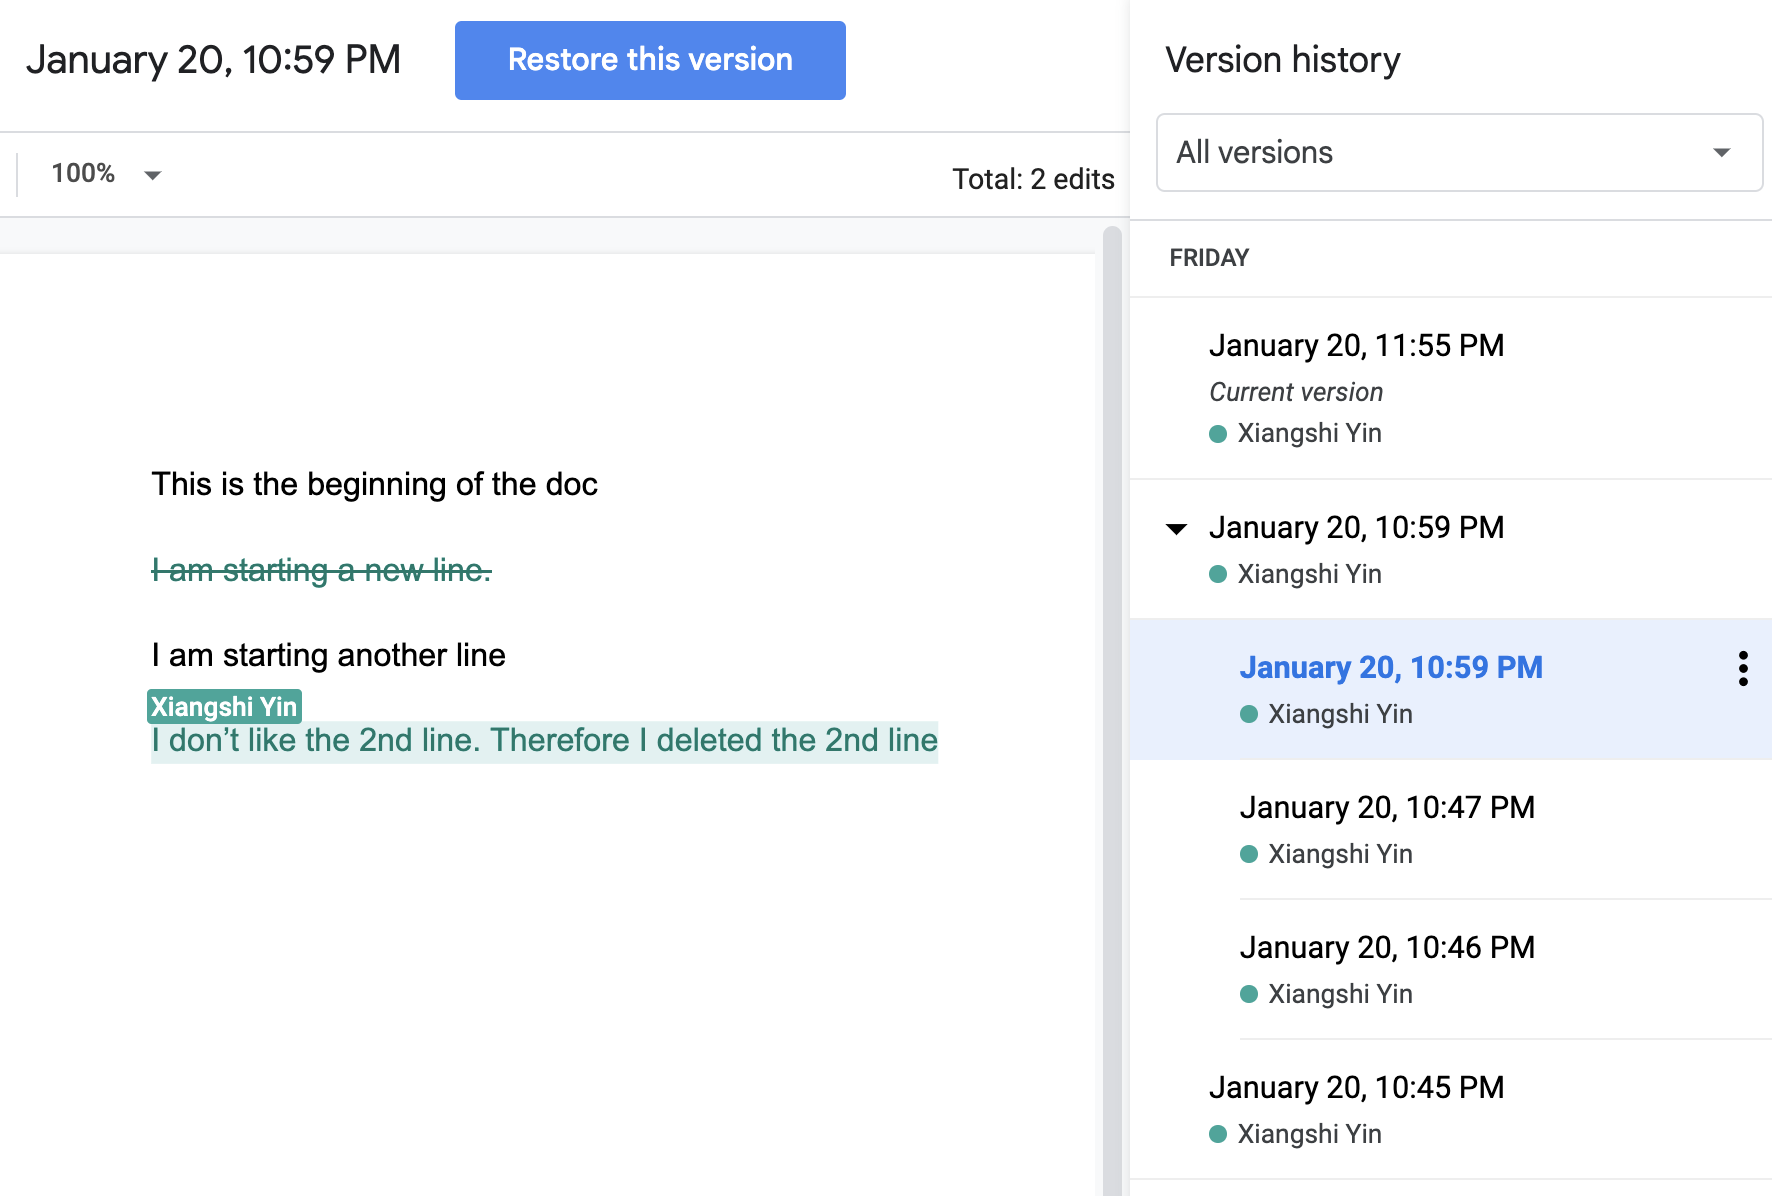 January 20, 10:59 PM
Restore this version
100%
Total: 2 edits
This is the beginning of the doc
I am starting a new line.
I am starting another line
Xiangshi Yin
I don’t like the 2nd line. Therefore I deleted the 2nd line
Version history
All versions
FRIDAY
January 20, 11:55 PM
Current version
Xiangshi Yin
January 20, 10:59 PM
Xiangshi Yin
January 20, 10:59 PM
Xiangshi Yin
January 20, 10:47 PM
Xiangshi Yin
January 20, 10:46 PM
Xiangshi Yin
January 20, 10:45 PM
Xiangshi Yin